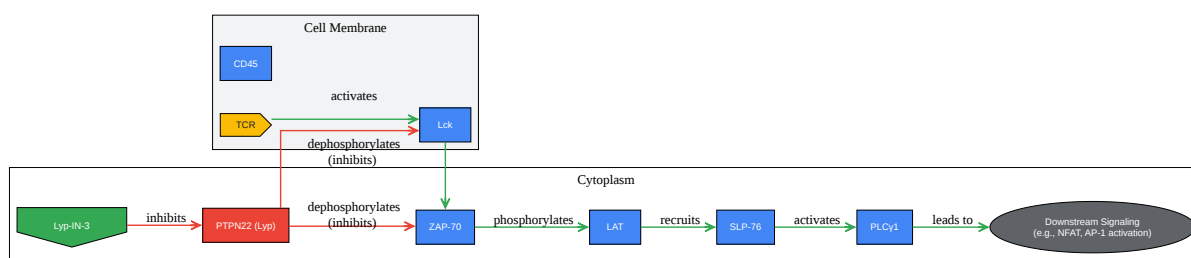 Cell Membrane
CD45
activates
TCR
Lck
dephosphorylates
(inhibits)
Cytoplasm
Lyp-IN-3
inhibits
PTPN22 (Lyp)
dephosphorylates
(inhibits)
ZAP-70
phosphorylates
LAT
recruits
SLP-76
activates
PLCγ1
leads to
Downstream Signaling
(e.g., NFAT, AP-1 activation)